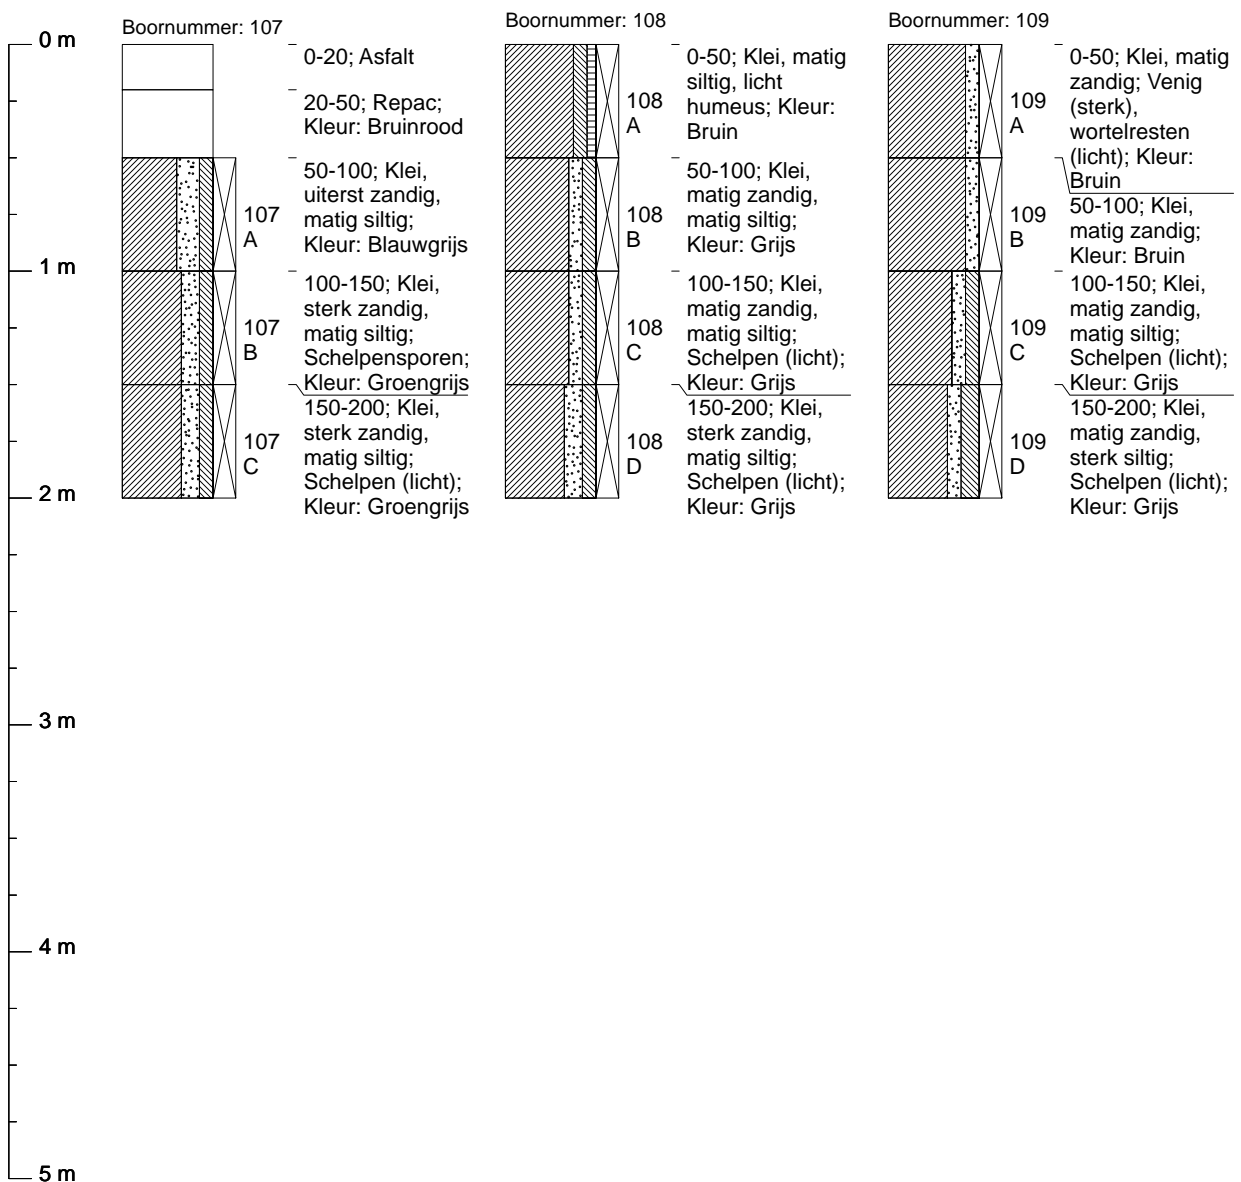 0 m
1 m
2 m
3 m
4 m
5 m
Boornummer: 107
0-20; Asfalt
20-50; Repac;
Kleur: Bruinrood
107
A
50-100; Klei,
uiterst zandig,
matig siltig;
Kleur: Blauwgrijs
107
B
100-150; Klei,
sterk zandig,
matig siltig;
Schelpensporen;
Kleur: Groengrijs
107
C
150-200; Klei,
sterk zandig,
matig siltig;
Schelpen (licht);
Kleur: Groengrijs
Boornummer: 108
108
A
0-50; Klei, matig
siltig, licht
humeus; Kleur:
Bruin
108
B
50-100; Klei,
matig zandig,
matig siltig;
Kleur: Grijs
108
C
100-150; Klei,
matig zandig,
matig siltig;
Schelpen (licht);
Kleur: Grijs
108
D
150-200; Klei,
sterk zandig,
matig siltig;
Schelpen (licht);
Kleur: Grijs
Boornummer: 109
109
A
0-50; Klei, matig
zandig; Venig
(sterk),
wortelresten
(licht); Kleur:
Bruin
109
B
50-100; Klei,
matig zandig;
Kleur: Bruin
109
C
100-150; Klei,
matig zandig,
matig siltig;
Schelpen (licht);
Kleur: Grijs
109
D
150-200; Klei,
matig zandig,
sterk siltig;
Schelpen (licht);
Kleur: Grijs